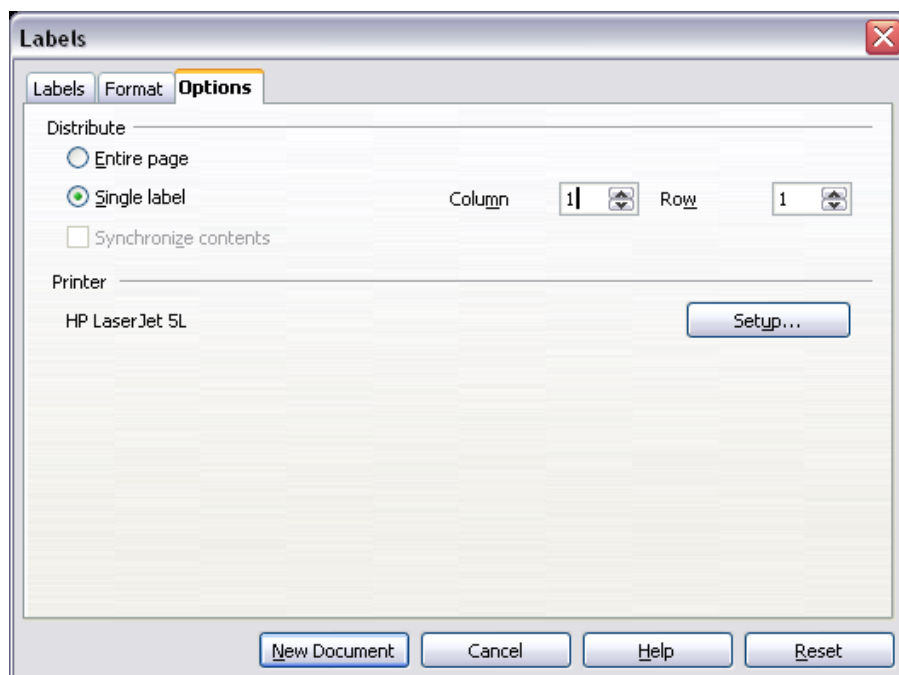 Labels
Labels Format Options
Distribute
Entire page
Single label Column 1 Row 1
Synchronize contents
Printer
HP LaserJet 5L Setup...
New Document Cancel Help Reset